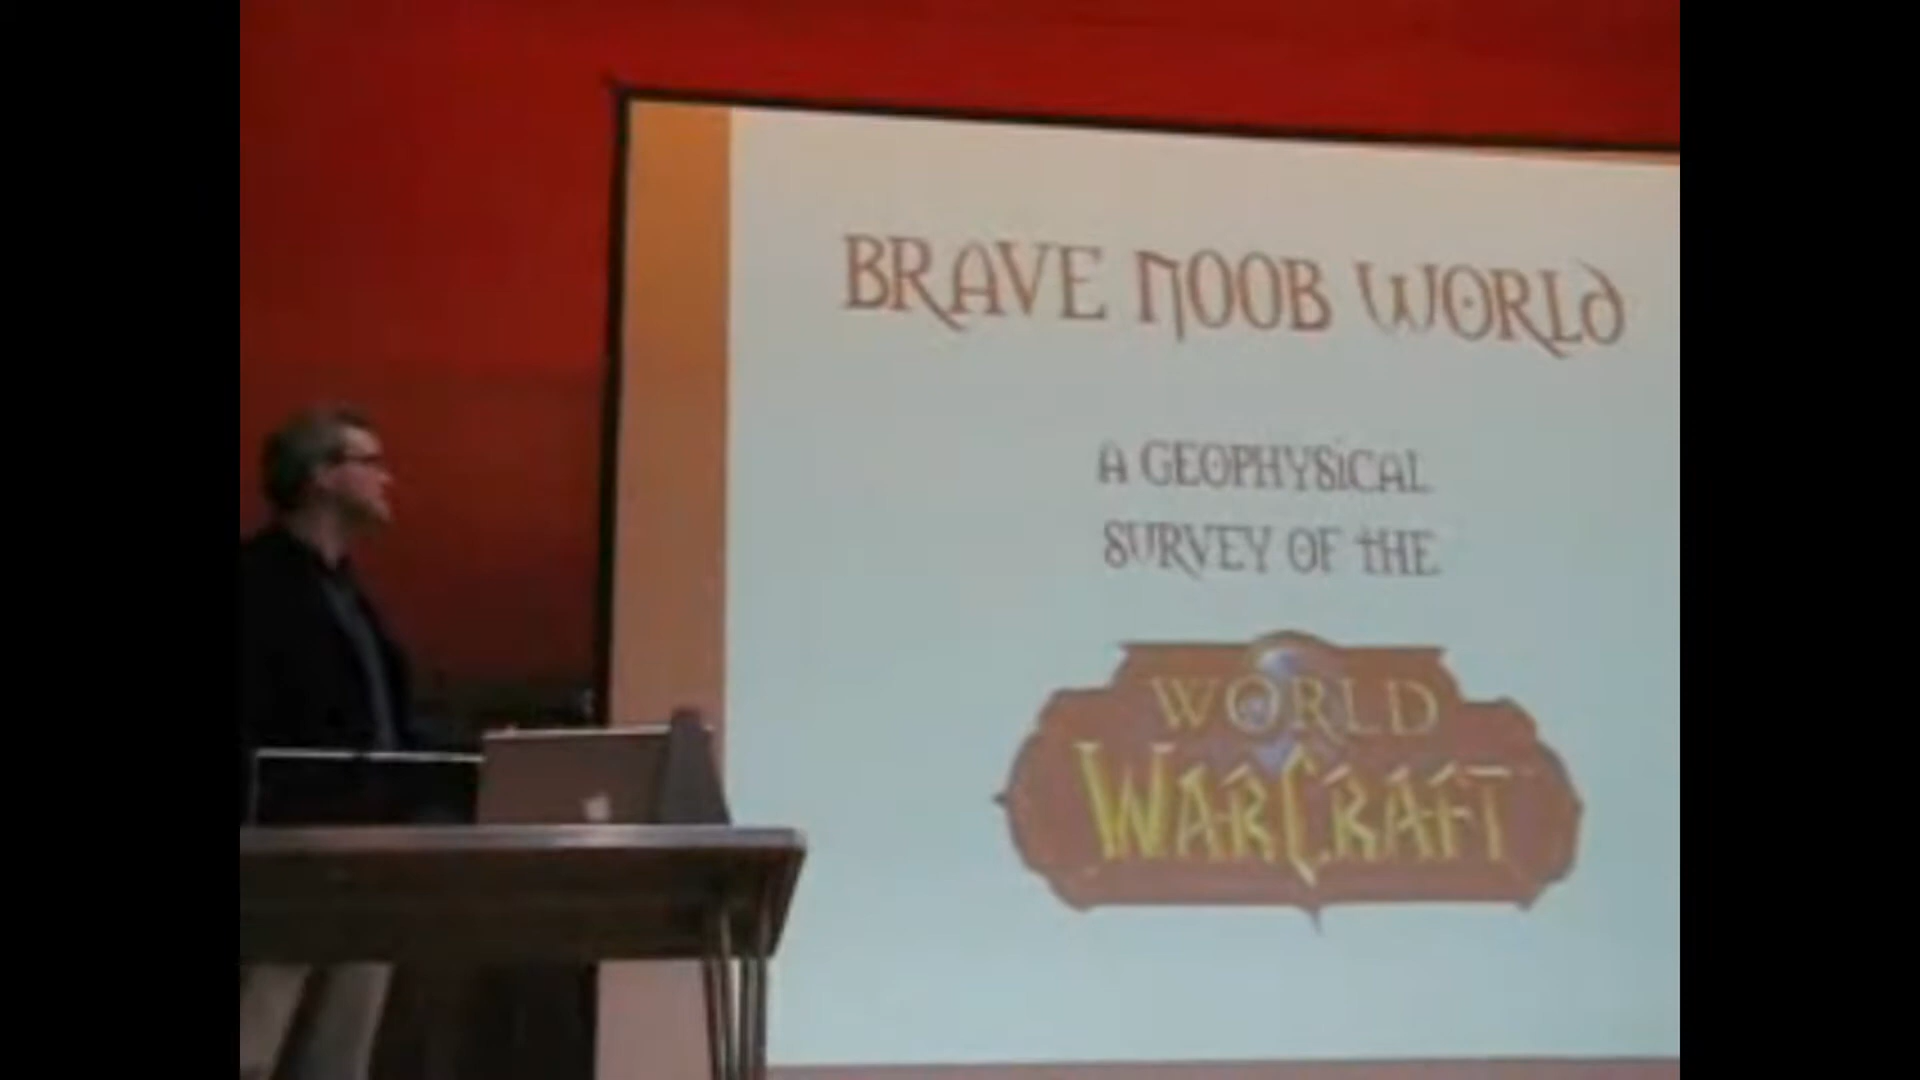 BRAVE NOOB WORLD
A GEOPHYSICAL
SURVEY OF THE
WORLD
WARCRAFT